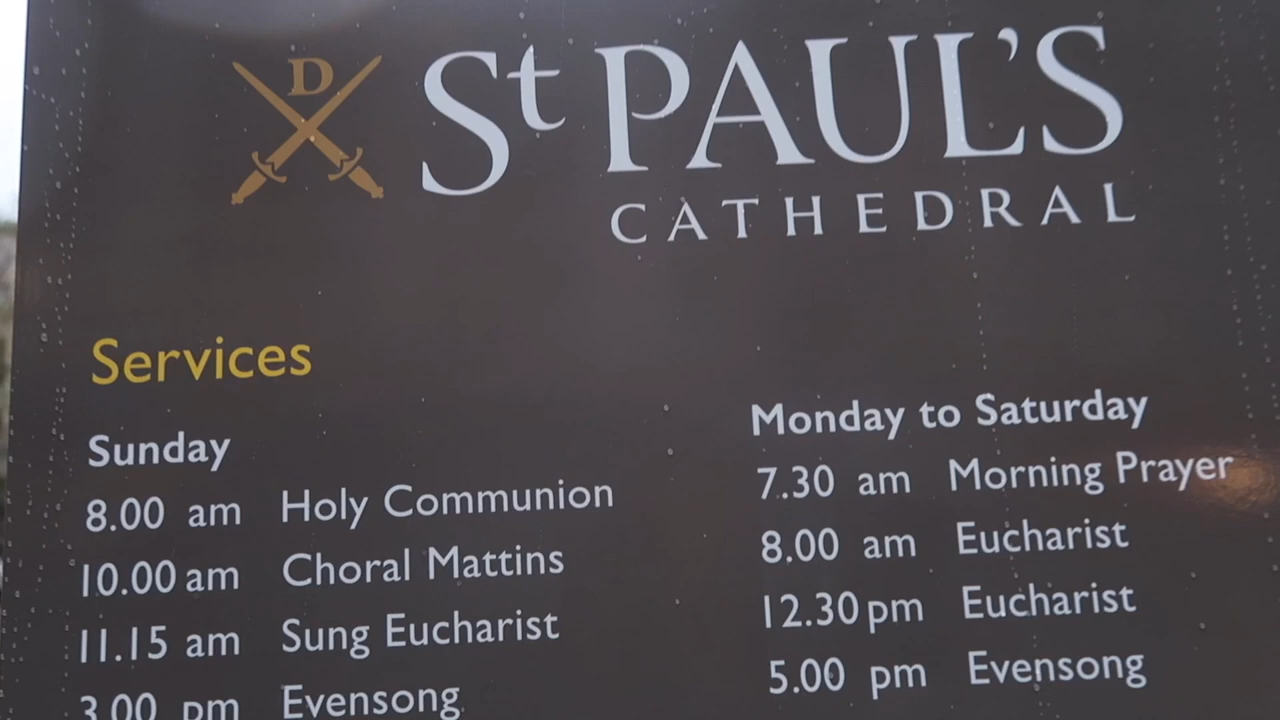 D
St PAUL'S
CATHEDRAL
Services
Sunday
8.00 am Holy Communion
10.00 am Choral Mattins
11.15 am Sung Eucharist
3.00 pm Evensong
Monday to Saturday
7.30 am Morning Prayer
8.00 am Eucharist
12.30 pm Eucharist
5.00 pm Evensong